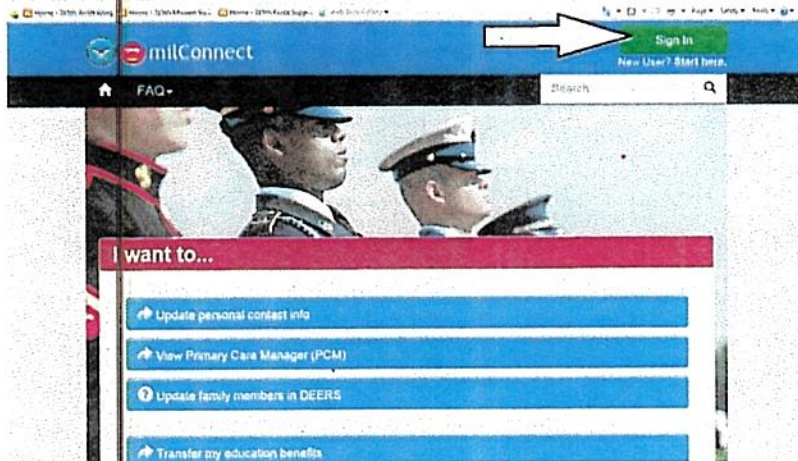 Sign In
milConnect
New User? Start here.
FAQ
Search
I want to...
Update personal contact info
View Primary Care Manager (PCM)
Update family members in DEERS
Transfer my education benefits